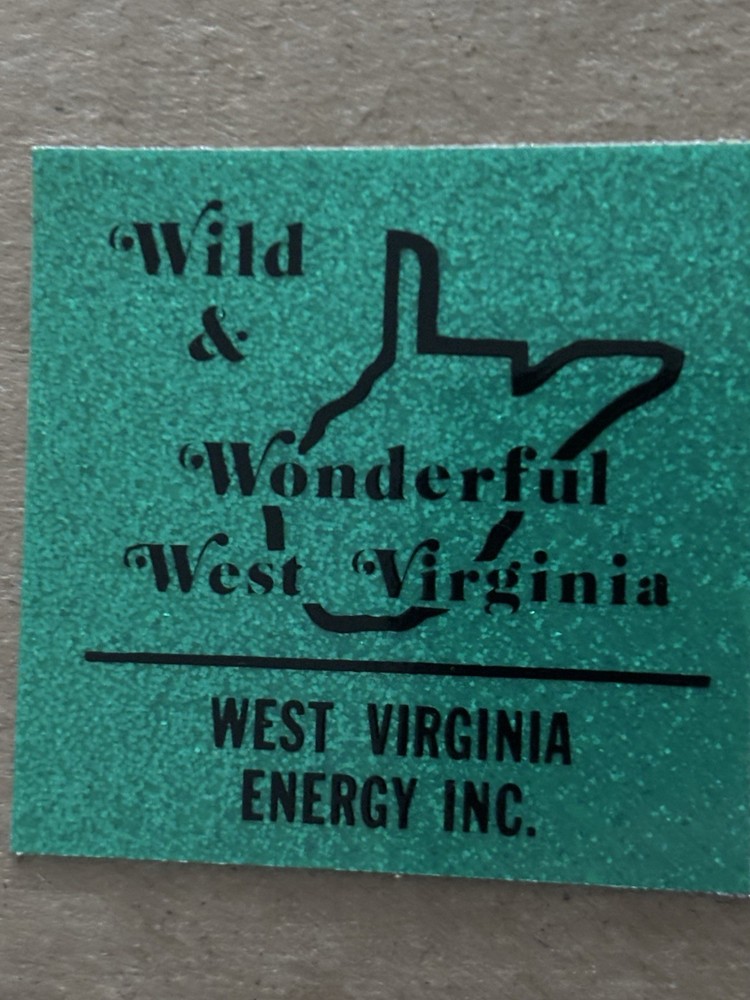 Wild
&
Wonderful
West Virginia
WEST VIRGINIA
ENERGY INC.